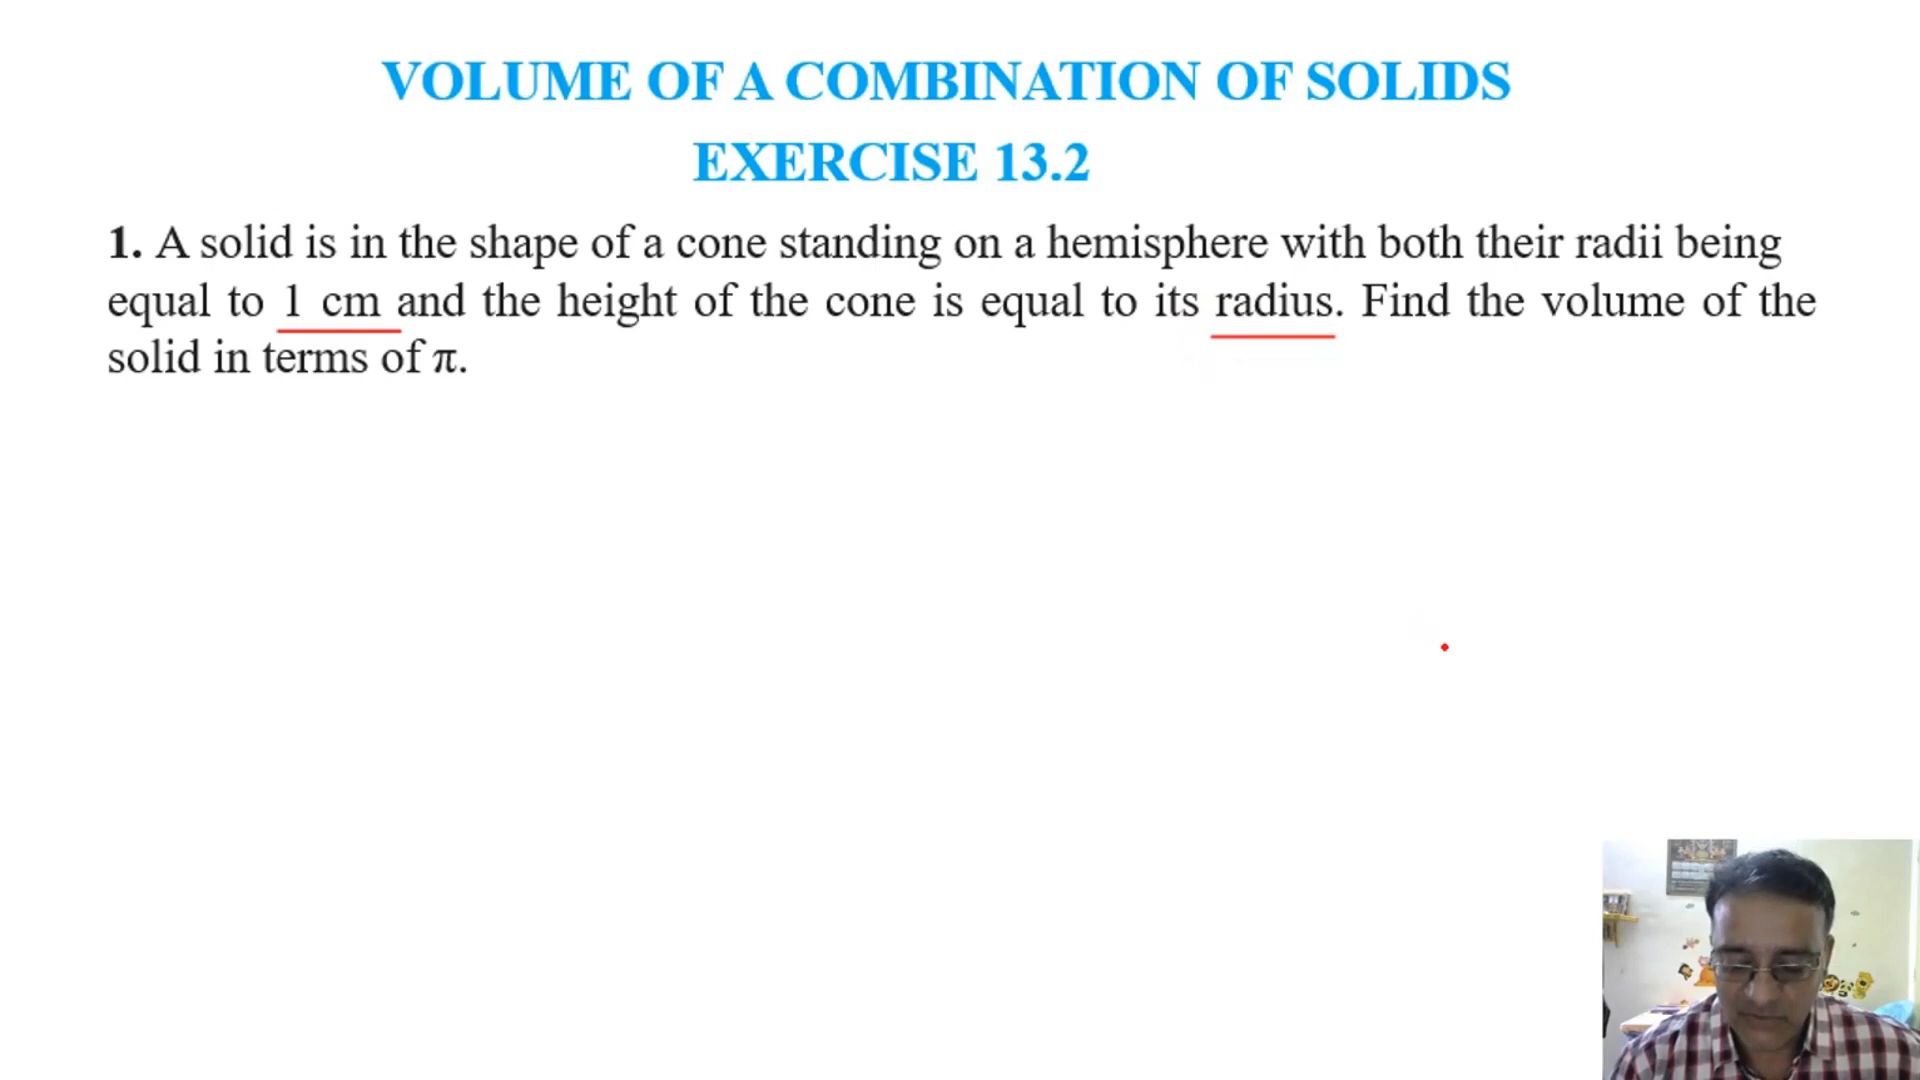 VOLUME OF A COMBINATION OF SOLIDS
EXERCISE 13.2
1. A solid is in the shape of a cone standing on a hemisphere with both their radii being
equal to 1 cm and the height of the cone is equal to its radius. Find the volume of the
solid in terms of π.